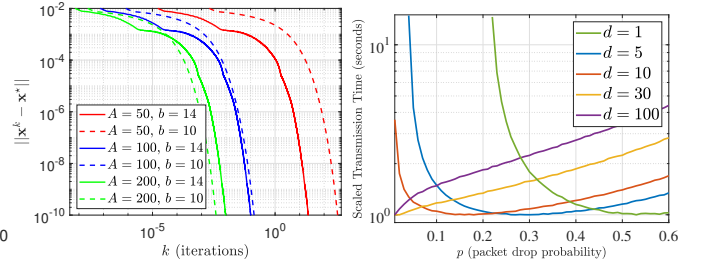 10^-2
10^-4
10^-6
10^-8
10^-10
||x^k − x*||
A = 50, b = 14
A = 50, b = 10
A = 100, b = 14
A = 100, b = 10
A = 200, b = 14
A = 200, b = 10
10^-5
10^0
k (iterations)
0
Scaled Transmission Time (seconds)
10^1
10^0
d = 1
d = 5
d = 10
d = 30
d = 100
0.1
0.2
0.3
0.4
0.5
0.6
p (packet drop probability)